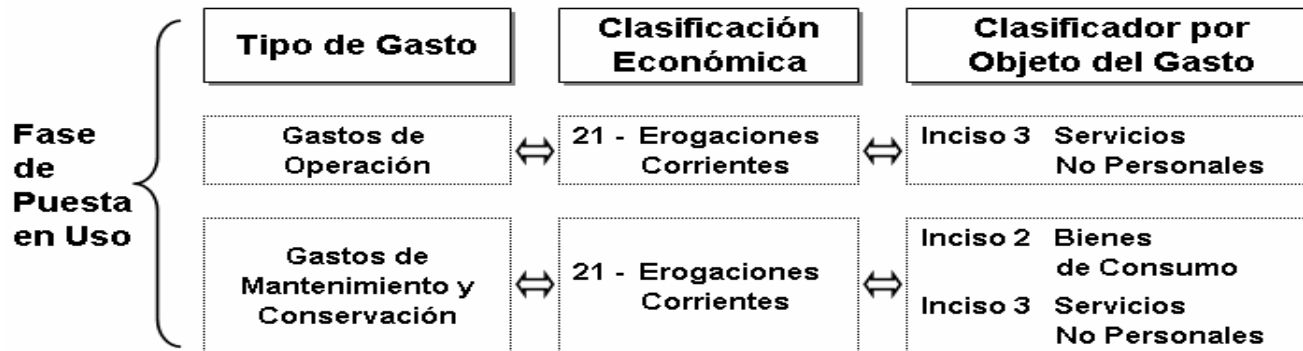 Tipo de Gasto
Clasificación
Económica
Clasificador por
Objeto del Gasto
Fase
de
Puesta
en Uso
Gastos de
Operación
21 - Erogaciones
Corrientes
Inciso 3 Servicios
No Personales
Gastos de
Mantenimiento y
Conservación
21 - Erogaciones
Corrientes
Inciso 2 Bienes
de Consumo
Inciso 3 Servicios
No Personales